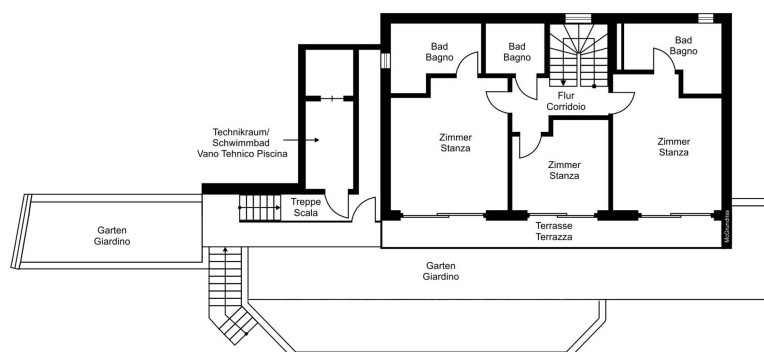 Bad
Bagno
Bad
Bagno
Bad
Bagno
Flur
Corridoio
Technikraum/
Schwimmbad
Vano Tehnico Piscina
Zimmer
Stanza
Zimmer
Stanza
Zimmer
Stanza
Treppe
Scala
Garten
Giardino
Terrasse
Terrazza
McGrundriss
Garten
Giardino